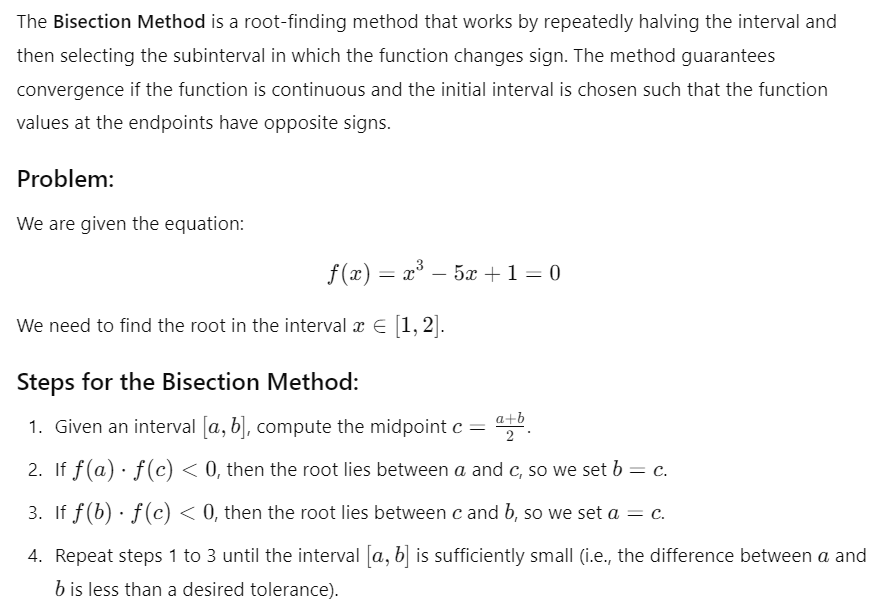 The Bisection Method is a root-finding method that works by repeatedly halving the interval and
then selecting the subinterval in which the function changes sign. The method guarantees
convergence if the function is continuous and the initial interval is chosen such that the function
values at the endpoints have opposite signs.
Problem:
We are given the equation:
f(x) = x³ − 5x + 1 = 0
We need to find the root in the interval x ∈ [1, 2].
Steps for the Bisection Method:
1. Given an interval [a, b], compute the midpoint c = (a+b)/2.
2. If f(a) · f(c) < 0, then the root lies between a and c, so we set b = c.
3. If f(b) · f(c) < 0, then the root lies between c and b, so we set a = c.
4. Repeat steps 1 to 3 until the interval [a, b] is sufficiently small (i.e., the difference between a and
b is less than a desired tolerance).